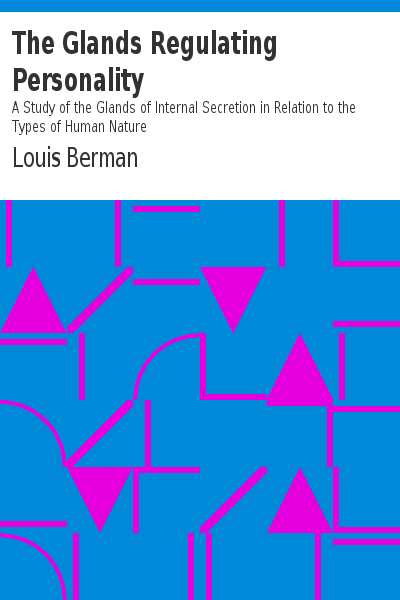 The Glands Regulating
Personality
A Study of the Glands of Internal Secretion in Relation to the
Types of Human Nature
Louis Berman